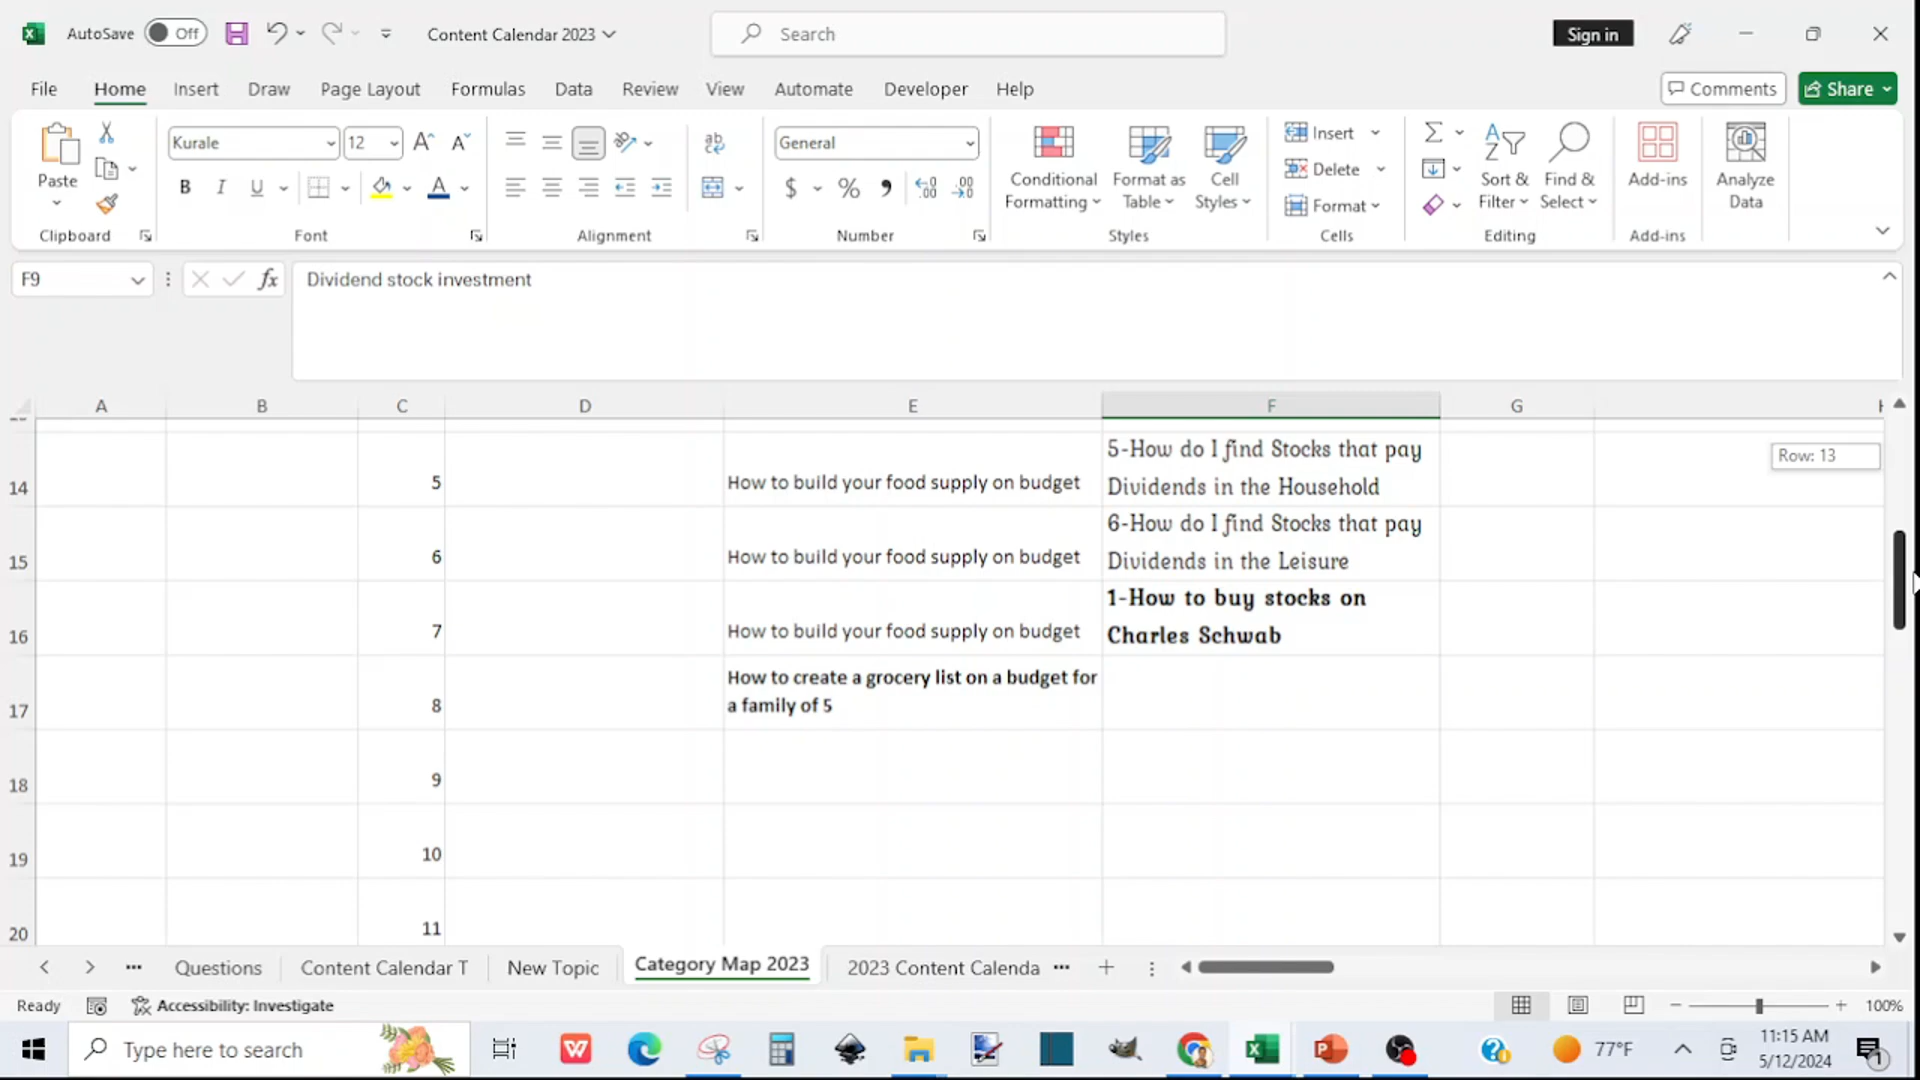 AutoSave Off Content Calendar 2023 Search Sign in
File Home Insert Draw Page Layout Formulas Data Review View Automate Developer Help Comments Share
Paste Kurale 12 General Conditional Formatting Format as Table Cell Styles Insert Delete Format Sort & Filter Find & Select Add-ins Analyze Data
Clipboard Font Alignment Number Styles Cells Editing Add-ins
F9 fx Dividend stock investment
A B C D E F G
14 5 How to build your food supply on budget
5-How do I find Stocks that pay
Dividends in the Household
Row: 13
15 6 How to build your food supply on budget
6-How do I find Stocks that pay
Dividends in the Leisure
16 7 How to build your food supply on budget
1-How to buy stocks on
Charles Schwab
17 8 How to create a grocery list on a budget for
a family of 5
18 9
19 10
20 11
Questions Content Calendar T New Topic Category Map 2023 2023 Content Calenda
Ready Accessibility: Investigate 100%
Type here to search 77°F 11:15 AM
5/12/2024
1